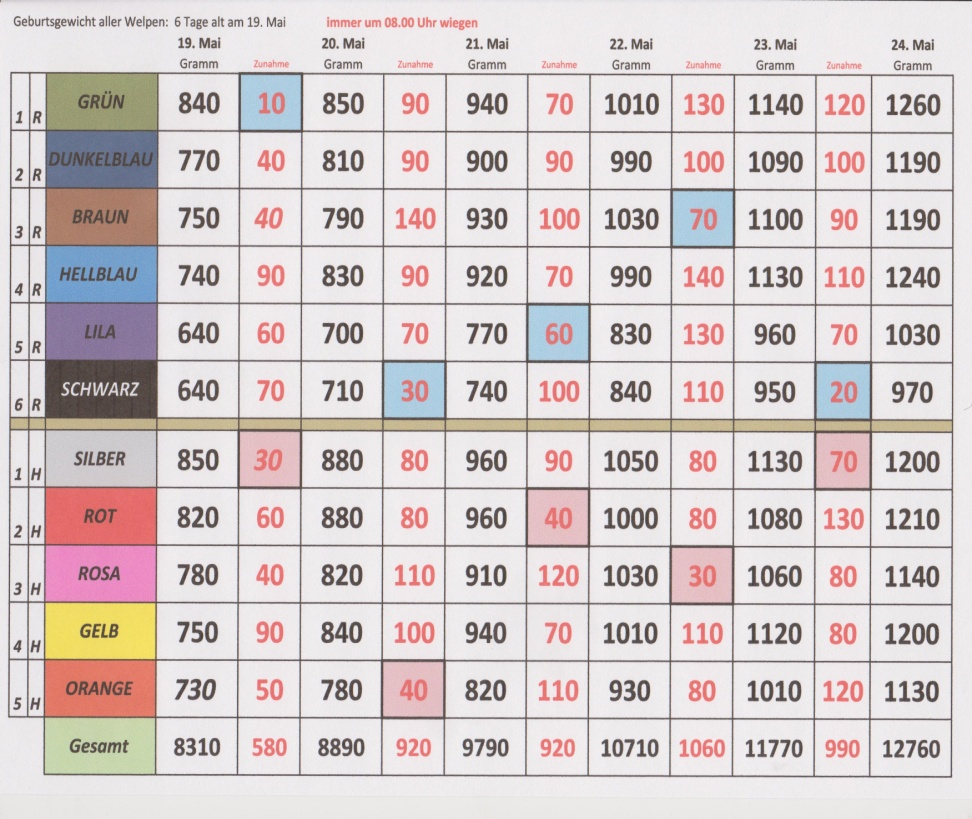 Geburtsgewicht aller Welpen: 6 Tage alt am 19. Mai immer um 08.00 Uhr wiegen
19. Mai 20. Mai 21. Mai 22. Mai 23. Mai 24. Mai
Gramm Zunahme Gramm Zunahme Gramm Zunahme Gramm Zunahme Gramm Zunahme Gramm
1 R GRÜN 840 10 850 90 940 70 1010 130 1140 120 1260
2 R DUNKELBLAU 770 40 810 90 900 90 990 100 1090 100 1190
3 R BRAUN 750 40 790 140 930 100 1030 70 1100 90 1190
4 R HELLBLAU 740 90 830 90 920 70 990 140 1130 110 1240
5 R LILA 640 60 700 70 770 60 830 130 960 70 1030
6 R SCHWARZ 640 70 710 30 740 100 840 110 950 20 970
1 H SILBER 850 30 880 80 960 90 1050 80 1130 70 1200
2 H ROT 820 60 880 80 960 40 1000 80 1080 130 1210
3 H ROSA 780 40 820 110 910 120 1030 30 1060 80 1140
4 H GELB 750 90 840 100 940 70 1010 110 1120 80 1200
5 H ORANGE 730 50 780 40 820 110 930 80 1010 120 1130
Gesamt 8310 580 8890 920 9790 920 10710 1060 11770 990 12760